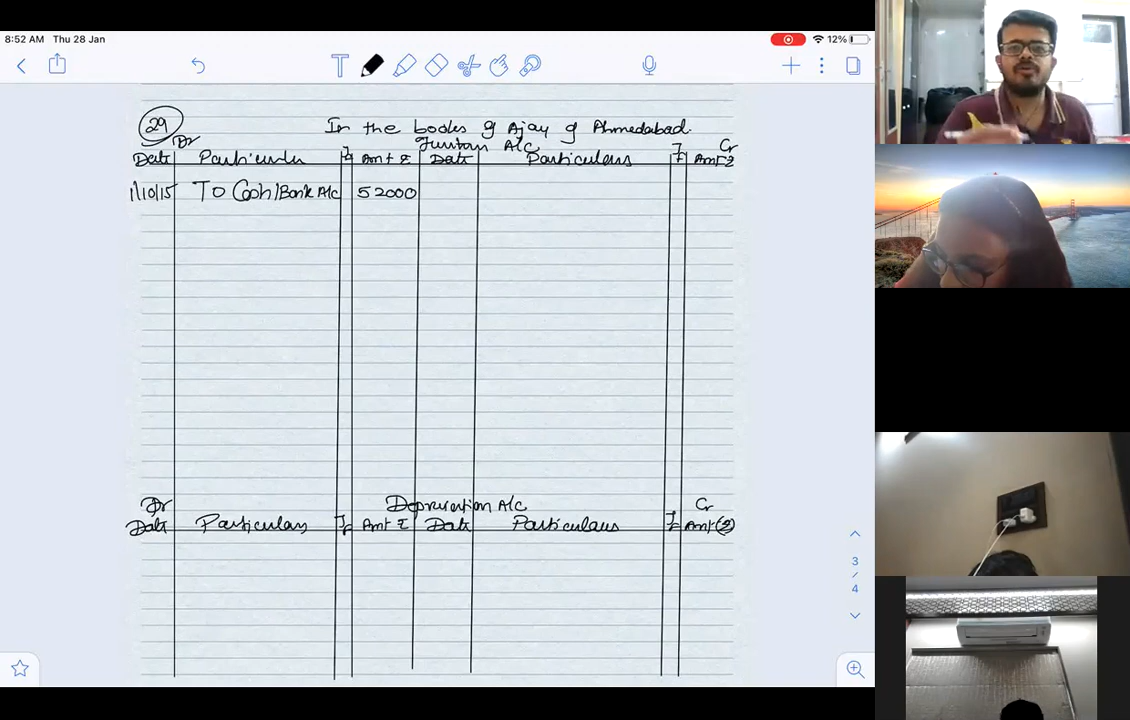 8:52 AM Thu 28 Jan
12%
29
In the books of Ajay of Ahmedabad.
Dr
A/c
Cr
Date Particulars J.F Amt ₹ Date Particulars J.F Amt ₹
1/10/15 To Cash/Bank A/c 52000
Dr Depreciation A/c Cr
Date Particulars J.F Amt ₹ Date Particulars J.F Amt (₹)
3
/
4